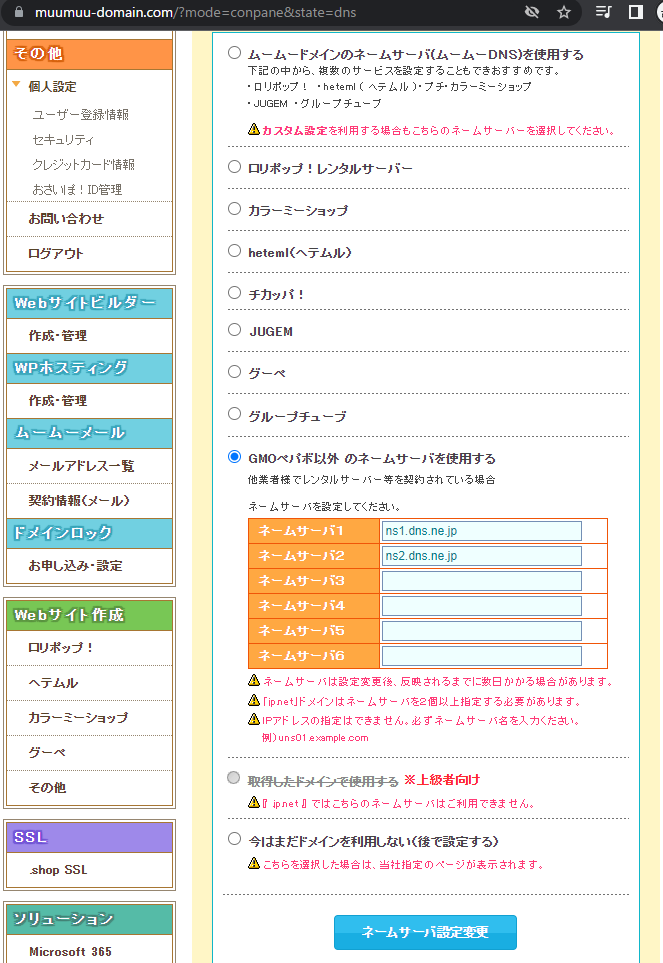 muumuu-domain.com/?mode=conpane&state=dns
その他
個人設定
ユーザー登録情報
セキュリティ
クレジットカード情報
おさいぽ！ID管理
お問い合わせ
ログアウト
Webサイトビルダー
作成・管理
WPホスティング
作成・管理
ムームーメール
メールアドレス一覧
契約情報(メール)
ドメインロック
お申し込み・設定
Webサイト作成
ロリポップ！
ヘテムル
カラーミーショップ
グーペ
その他
SSL
.shop SSL
ソリューション
Microsoft 365
ムームードメインのネームサーバ(ムームーDNS)を使用する
下記の中から、複数のサービスを設定することもできおすすめです。
・ロリポップ！ ・heteml ( ヘテムル )・プチ・カラーミーショップ
・JUGEM ・グループチューブ
カスタム設定を利用する場合もこちらのネームサーバーを選択してください。
ロリポップ！レンタルサーバー
カラーミーショップ
heteml(ヘテムル)
チカッパ！
JUGEM
グーペ
グループチューブ
GMOペパボ以外 のネームサーバを使用する
他業者様でレンタルサーバー等を契約されている場合
ネームサーバを設定してください。
ネームサーバ1 ns1.dns.ne.jp
ネームサーバ2 ns2.dns.ne.jp
ネームサーバ3
ネームサーバ4
ネームサーバ5
ネームサーバ6
ネームサーバは設定変更後、反映されるまでに数日かかる場合があります。
「jp.net」ドメインはネームサーバを2個以上指定する必要があります。
IPアドレスの指定はできません。必ずネームサーバ名を入力ください。
例）uns01.example.com
取得したドメインで使用する ※上級者向け
『 jp.net 』ではこちらのネームサーバはご利用できません。
今はまだドメインを利用しない(後で設定する)
こちらを選択した場合は、当社指定のページが表示されます。
ネームサーバ設定変更